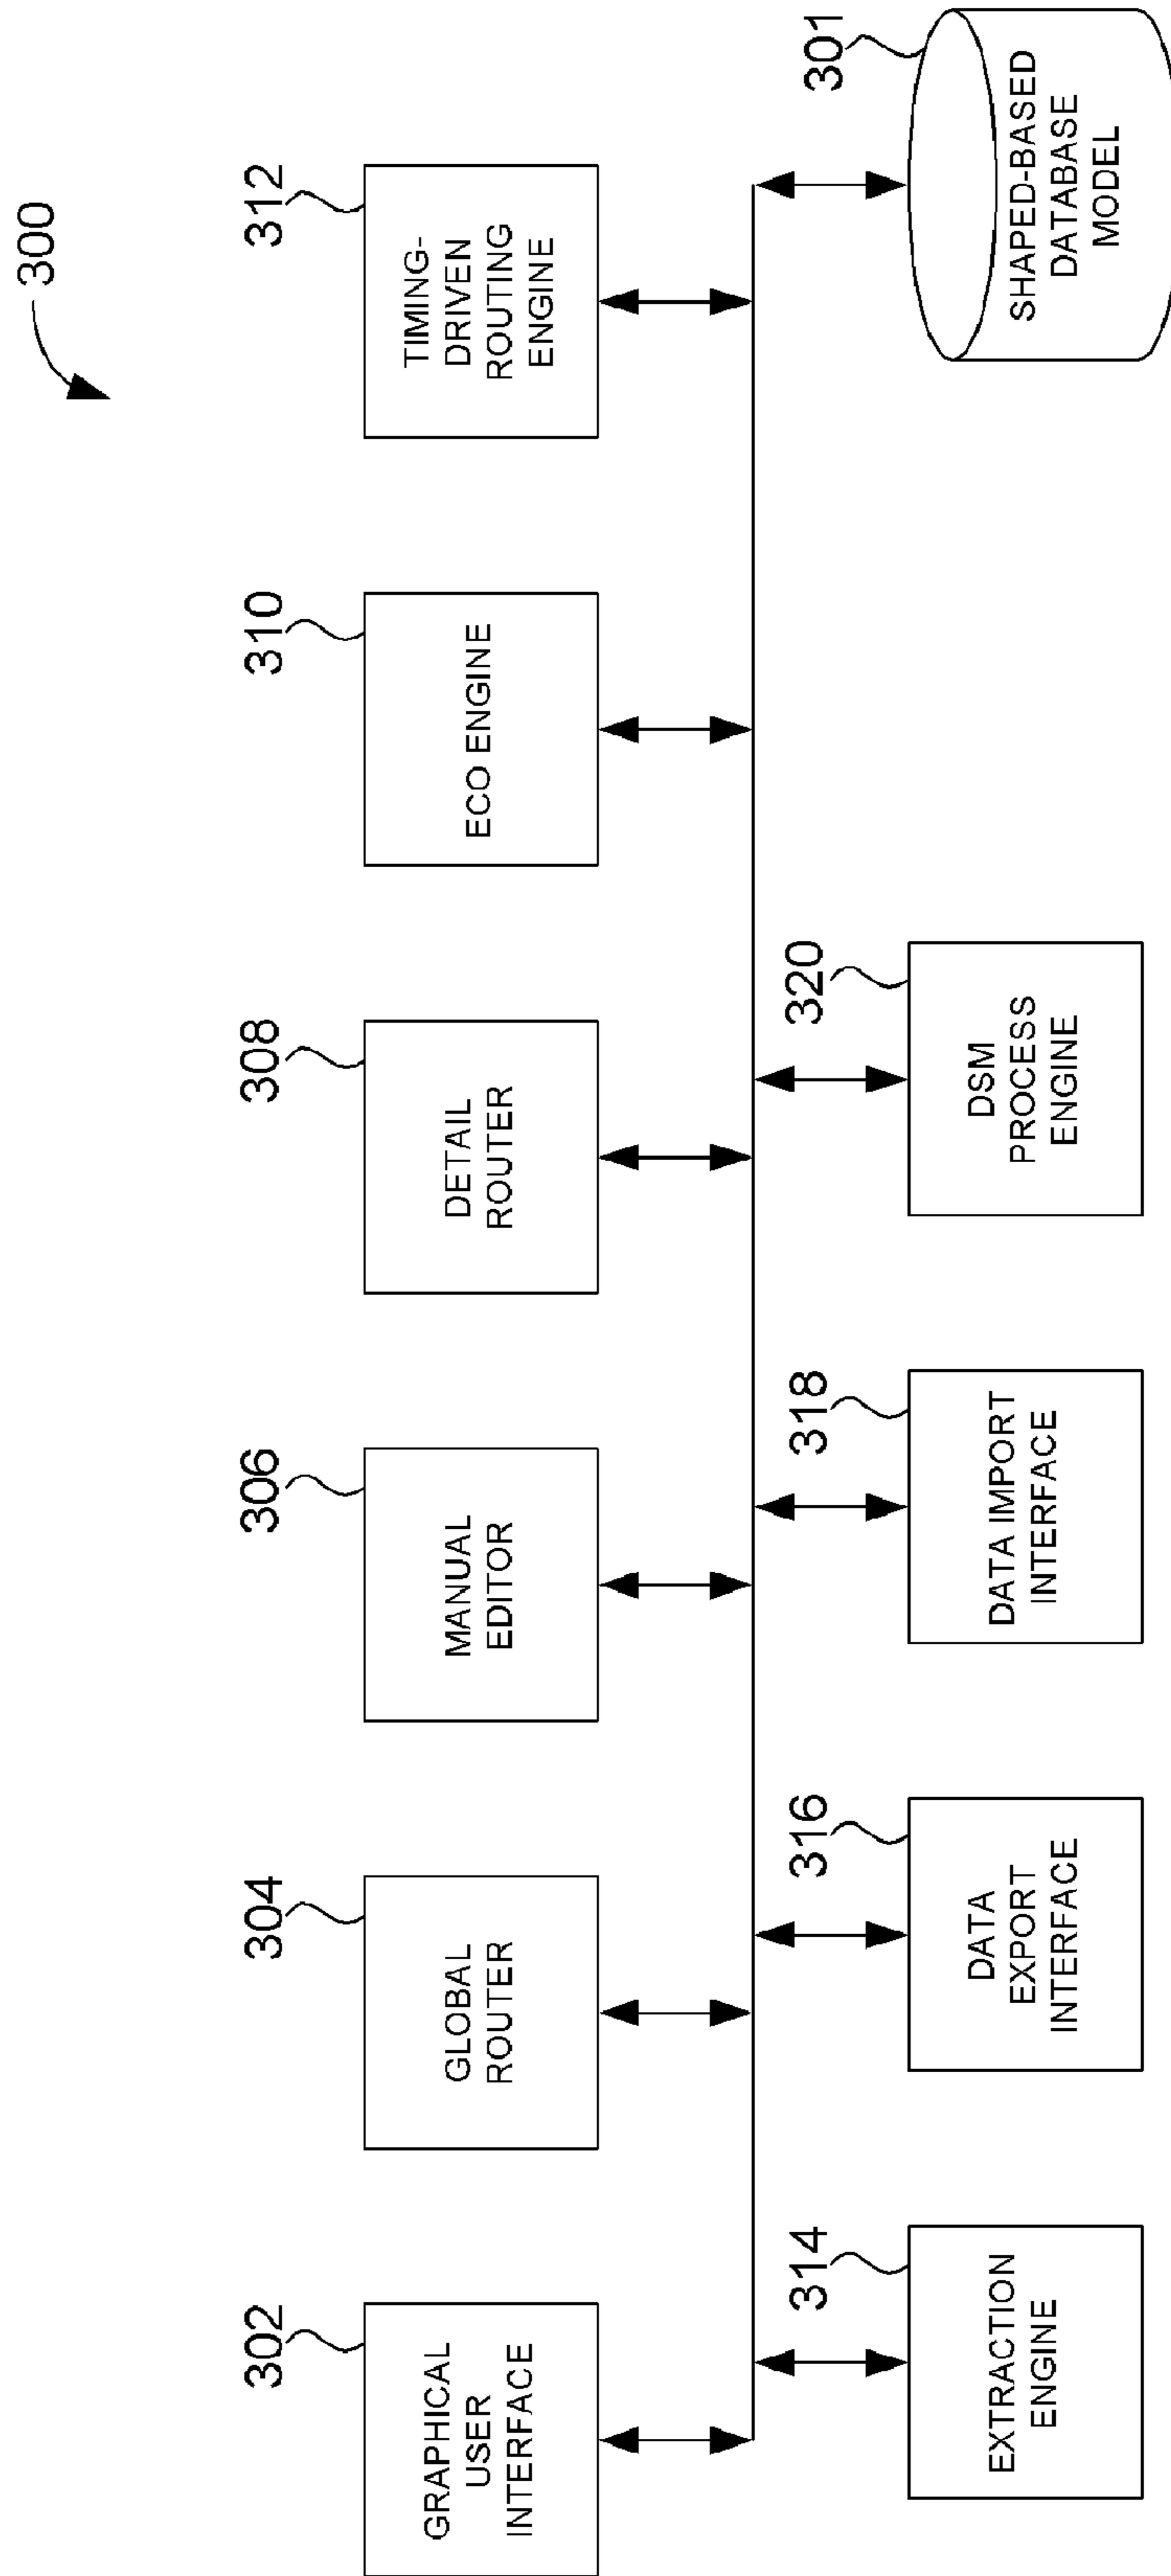 300
302
GRAPHICAL
USER
INTERFACE
304
GLOBAL
ROUTER
306
MANUAL
EDITOR
308
DETAIL
ROUTER
310
ECO ENGINE
312
TIMING-
DRIVEN
ROUTING
ENGINE
314
EXTRACTION
ENGINE
316
DATA
EXPORT
INTERFACE
318
DATA IMPORT
INTERFACE
320
DSM
PROCESS
ENGINE
301
SHAPED-BASED
DATABASE
MODEL